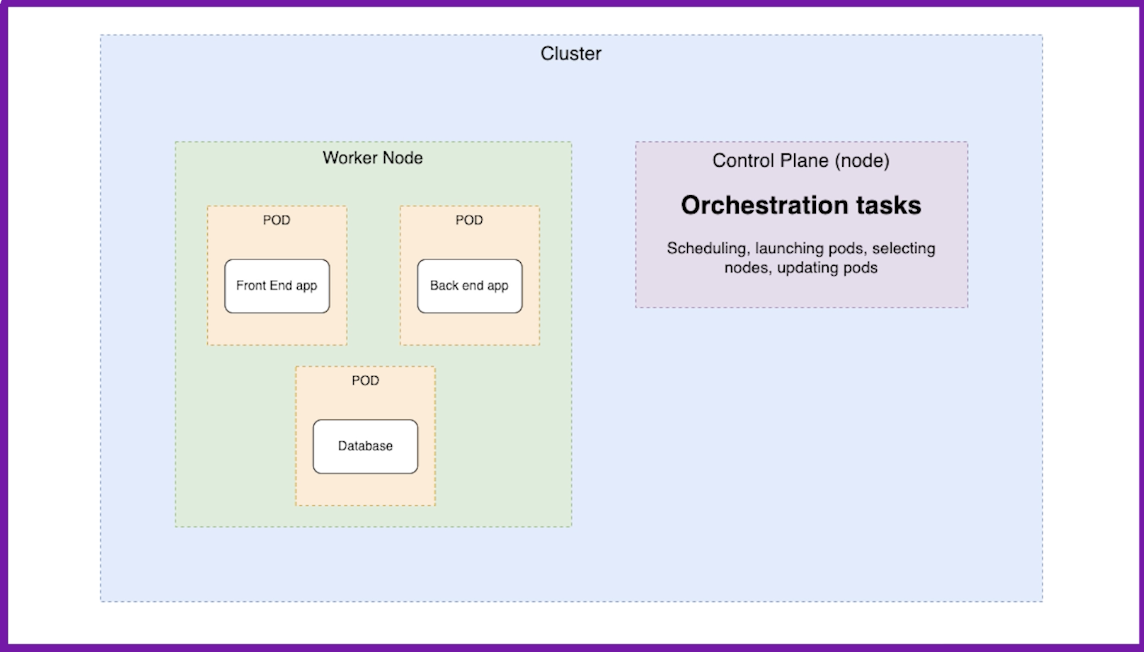 Cluster
Worker Node
POD
Front End app
POD
Back end app
POD
Database
Control Plane (node)
Orchestration tasks
Scheduling, launching pods, selecting
nodes, updating pods